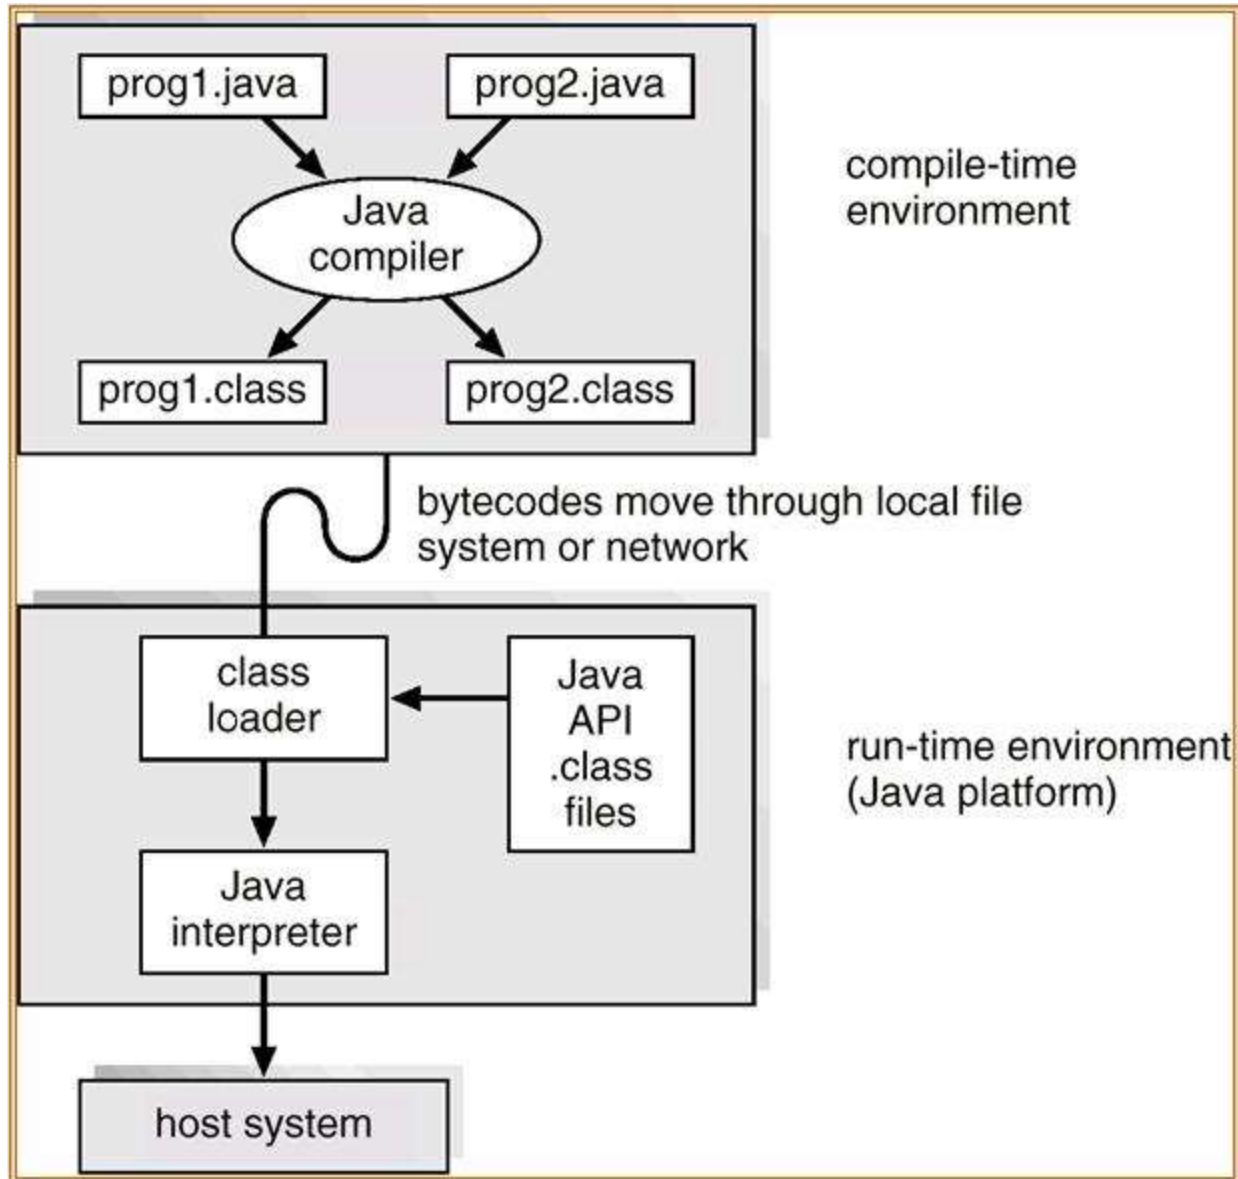 prog1.java
prog2.java
compile-time
environment
Java
compiler
prog1.class
prog2.class
bytecodes move through local file
system or network
class
loader
Java
API
.class
files
run-time environment
(Java platform)
Java
interpreter
host system